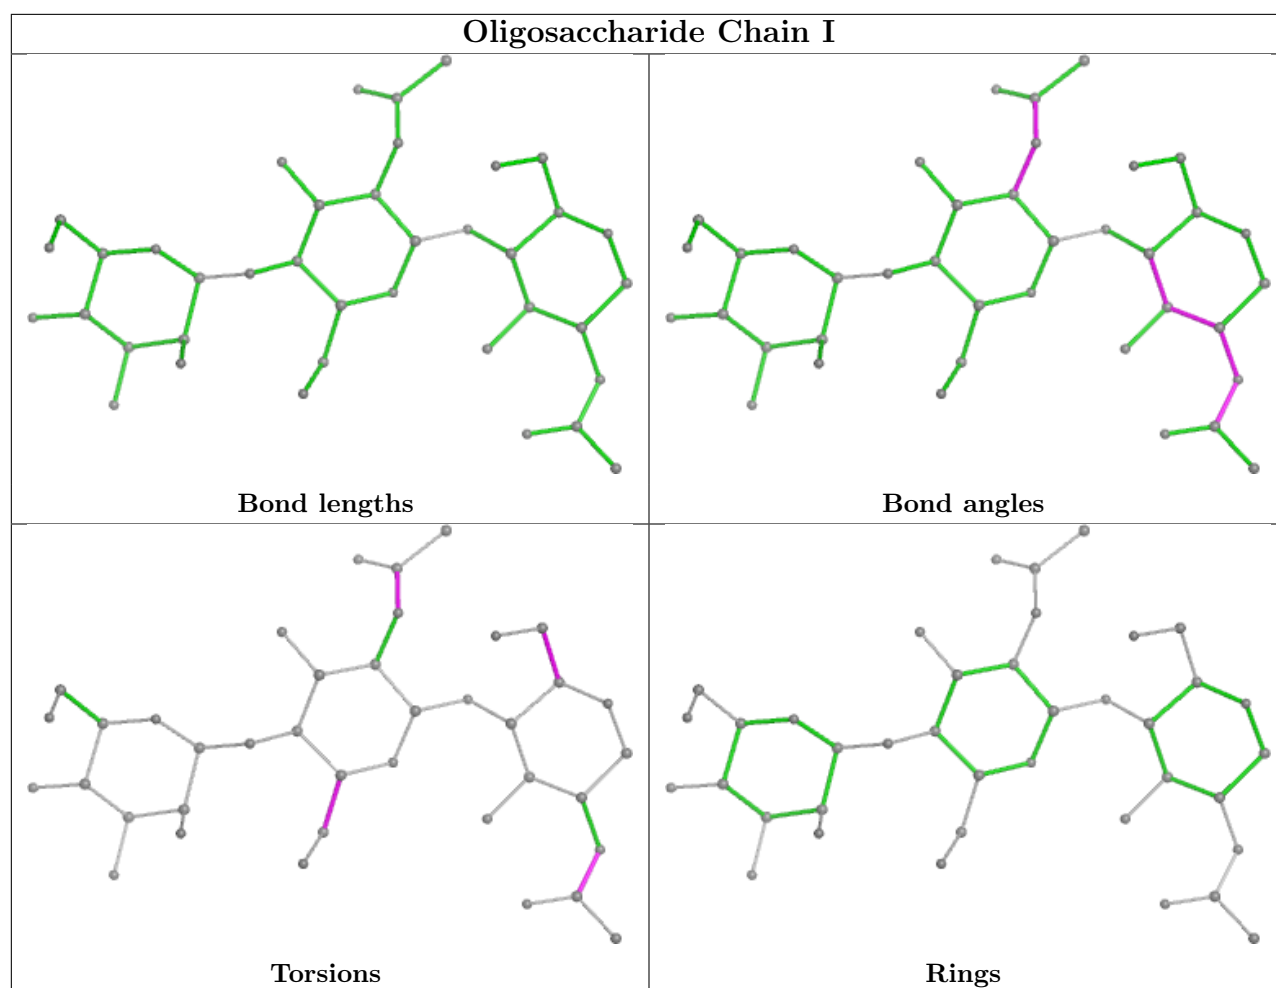 Oligosaccharide Chain I
Bond lengths
Bond angles
Torsions
Rings